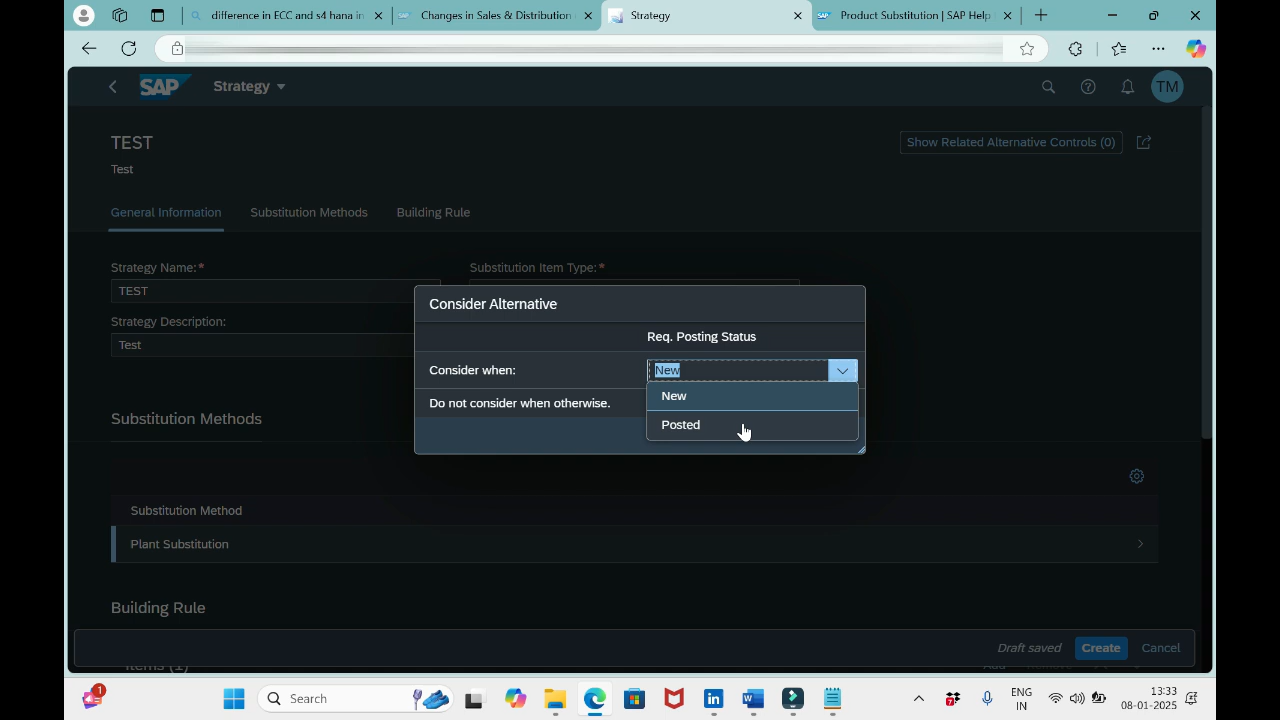 difference in ECC and s4 hana in
Changes in Sales & Distribution
Strategy
Product Substitution | SAP Help
SAP
Strategy
TM
TEST
Show Related Alternative Controls (0)
Test
General Information
Substitution Methods
Building Rule
Strategy Name:*
Substitution Item Type:*
TEST
Strategy Description:
Test
Consider Alternative
Req. Posting Status
Consider when:
New
New
Do not consider when otherwise.
Posted
Substitution Methods
Substitution Method
Plant Substitution
Building Rule
Draft saved
Create
Cancel
Items (1)
1
Search
7
ENG
IN
13:33
08-01-2025